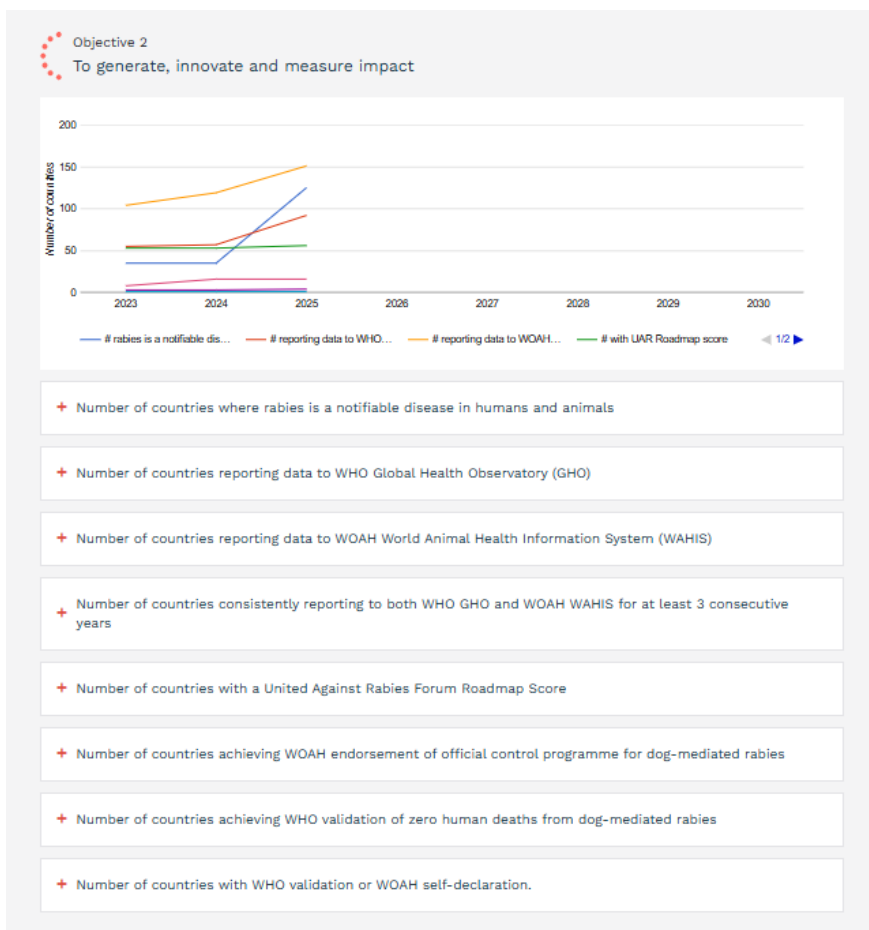 Objective 2
To generate, innovate and measure impact
200
150
100
50
0
Number of countries
2023 2024 2025 2026 2027 2028 2029 2030
# rabies is a notifiable dis... # reporting data to WHO... # reporting data to WOAH... # with UAR Roadmap score 1/2
+ Number of countries where rabies is a notifiable disease in humans and animals
+ Number of countries reporting data to WHO Global Health Observatory (GHO)
+ Number of countries reporting data to WOAH World Animal Health Information System (WAHIS)
+ Number of countries consistently reporting to both WHO GHO and WOAH WAHIS for at least 3 consecutive
years
+ Number of countries with a United Against Rabies Forum Roadmap Score
+ Number of countries achieving WOAH endorsement of official control programme for dog-mediated rabies
+ Number of countries achieving WHO validation of zero human deaths from dog-mediated rabies
+ Number of countries with WHO validation or WOAH self-declaration.